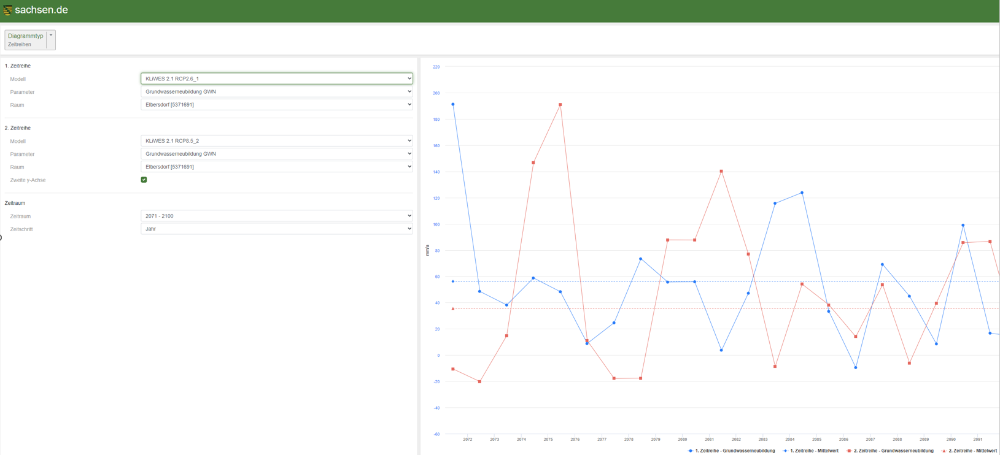 sachsen.de
Diagrammtyp
Zeitreihen
1. Zeitreihe
Modell KLiWES 2.1 RCP2.6_1
Parameter Grundwasserneubildung GWN
Raum Elbersdorf [5371691]
2. Zeitreihe
Modell KLiWES 2.1 RCP8.5_2
Parameter Grundwasserneubildung GWN
Raum Elbersdorf [5371691]
Zweite y-Achse
Zeitraum
Zeitraum 2071 - 2100
Zeitschritt Jahr
220
200
180
160
140
120
100
80
60
40
20
0
-20
-40
-60
mm/a
2072 2073 2074 2075 2076 2077 2078 2079 2080 2081 2082 2083 2084 2085 2086 2087 2088 2089 2090 2091
1. Zeitreihe - Grundwasserneubildung 1. Zeitreihe - Mittelwert 2. Zeitreihe - Grundwasserneubildung 2. Zeitreihe - Mittelwert